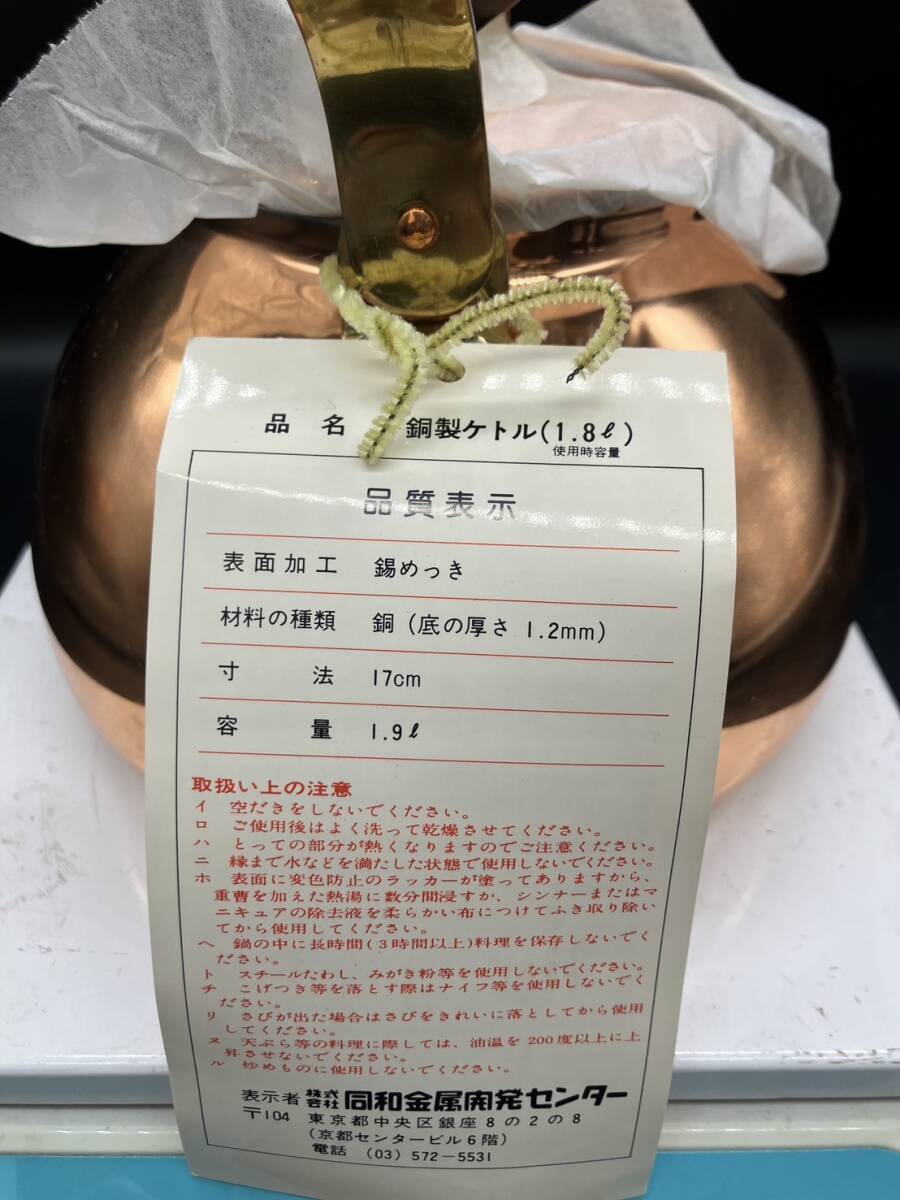 品名 銅製ケトル(1.8ℓ)
使用時容量
品質表示
表面加工 錫めっき
材料の種類 銅(底の厚さ 1.2mm)
寸法 17cm
容量 1.9ℓ
取扱い上の注意
イ 空だきをしないでください。
ロ ご使用後はよく洗って乾燥させてください。
ハ とっての部分が熱くなりますのでご注意ください。
ニ 縁まで水などを満たした状態で使用しないでください。
ホ 表面に変色防止のラッカーが塗ってありますから、
重曹を加えた熱湯に数分間浸すか、シンナーまたはマ
ニキュアの除去液を柔らかい布につけてふき取り除い
てから使用してください。
ヘ 鍋の中に長時間(3時間以上)料理を保存しないでく
ださい。
ト スチールたわし、みがき粉等を使用しないでください。
チ こげつき等を落とす際はナイフ等を使用しないでく
ださい。
リ さびが出た場合はさびをきれいに落としてから使用
してください。
ヌ 天ぷら等の料理に際しては、油温を200度以上に上
昇させないでください。
ル 炒めものに使用しないでください。
表示者 株式会社 同和金属開発センター
〒104 東京都中央区銀座8の2の8
(京都センタービル6階)
電話 (03) 572-5531